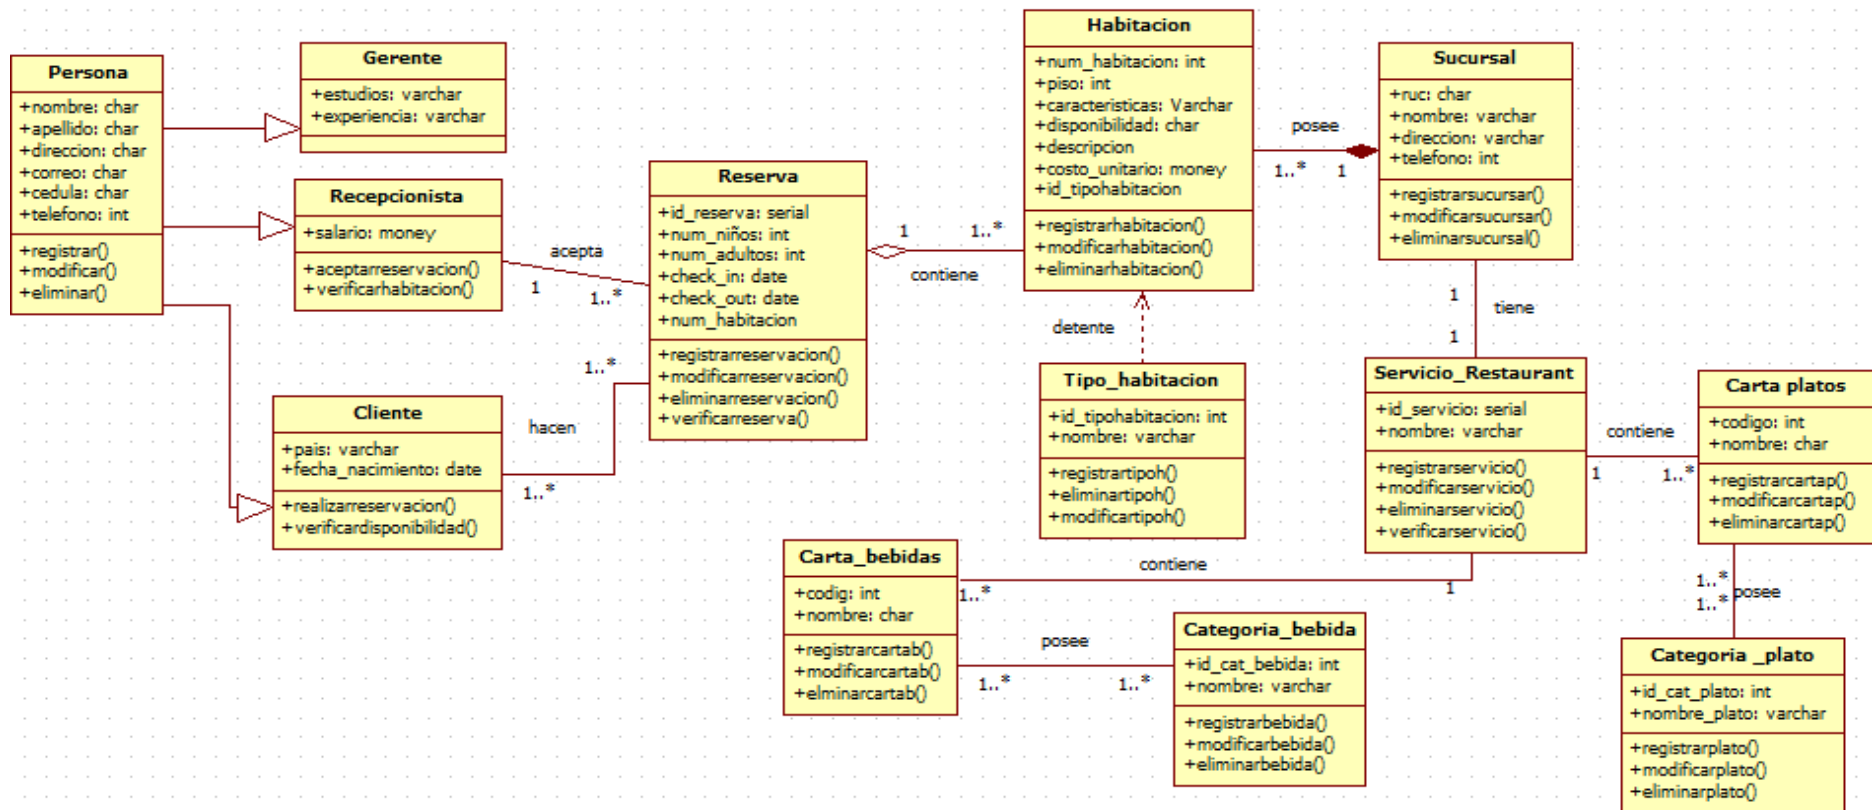 Persona
+nombre: char
+apellido: char
+direccion: char
+correo: char
+cedula: char
+telefono: int
+registrar()
+modificar()
+eliminar()
Gerente
+estudios: varchar
+experiencia: varchar
Recepcionista
+salario: money
+aceptarreservacion()
+verificarhabitacion()
acepta
1
1..*
Cliente
+pais: varchar
+fecha_nacimiento: date
+realizarreservacion()
+verificardisponibilidad()
hacen
1..*
1..*
Reserva
+id_reserva: serial
+num_niños: int
+num_adultos: int
+check_in: date
+check_out: date
+num_habitacion
+registrarreservacion()
+modificarreservacion()
+eliminarreservacion()
+verificarreserva()
1
1..*
contiene
Habitacion
+num_habitacion: int
+piso: int
+caracteristicas: Varchar
+disponibilidad: char
+descripcion
+costo_unitario: money
+id_tipohabitacion
+registrarhabitacion()
+modificarhabitacion()
+eliminarhabitacion()
posee
1..*
1
Sucursal
+ruc: char
+nombre: varchar
+direccion: varchar
+telefono: int
+registrarsucursar()
+modificarsucursar()
+eliminarsucursal()
detente
Tipo_habitacion
+id_tipohabitacion: int
+nombre: varchar
+registrartipoh()
+eliminartipoh()
+modificartipoh()
1
tiene
1
Servicio_Restaurant
+id_servicio: serial
+nombre: varchar
+registrarservicio()
+modificarservicio()
+eliminarservicio()
+verificarservicio()
contiene
1
1..*
Carta platos
+codigo: int
+nombre: char
+registrarcartap()
+modificarcartap()
+eliminarcartap()
1..*
1..*
posee
Categoria _plato
+id_cat_plato: int
+nombre_plato: varchar
+registrarplato()
+modificarplato()
+eliminarplato()
Carta_bebidas
+codig: int
+nombre: char
+registrarcartab()
+modificarcartab()
+elminarcartab()
contiene
1..*
1
posee
1..*
1..*
Categoria_bebida
+id_cat_bebida: int
+nombre: varchar
+registrarbebida()
+modificarbebida()
+eliminarbebida()